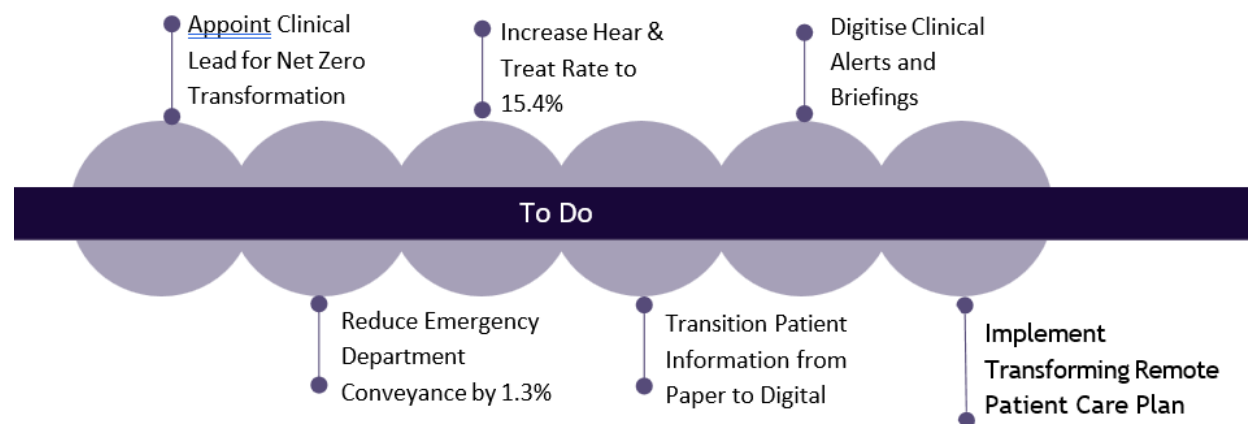 Appoint Clinical
Lead for Net Zero
Transformation
Increase Hear &
Treat Rate to
15.4%
Digitise Clinical
Alerts and
Briefings
To Do
Reduce Emergency
Department
Conveyance by 1.3%
Transition Patient
Information from
Paper to Digital
Implement
Transforming Remote
Patient Care Plan